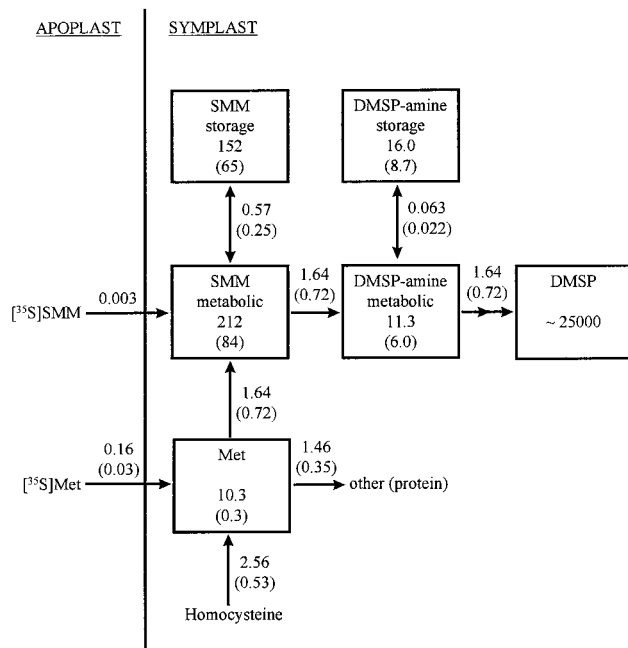 APOPLAST
SYMPLAST
SMM
storage
152
(65)
DMSP-amine
storage
16.0
(8.7)
0.57
(0.25)
0.063
(0.022)
[³⁵S]SMM
0.003
SMM
metabolic
212
(84)
1.64
(0.72)
DMSP-amine
metabolic
11.3
(6.0)
1.64
(0.72)
DMSP
~ 25000
1.64
(0.72)
[³⁵S]Met
0.16
(0.03)
Met
10.3
(0.3)
1.46
(0.35)
other (protein)
2.56
(0.53)
Homocysteine